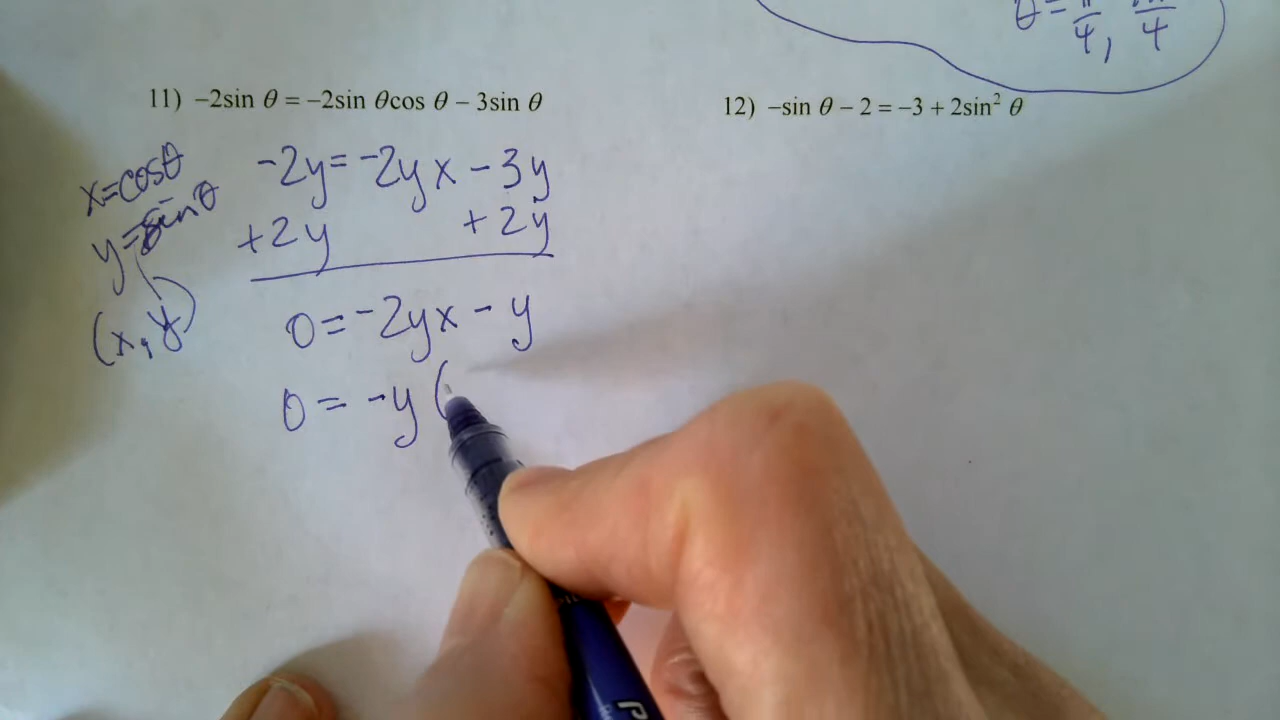 θ = π/4,
4
11) −2sin θ = −2sin θcos θ − 3sin θ
12) −sin θ − 2 = −3 + 2sin² θ
x=cosθ
y=sinθ
(x,y)
-2y=-2yx-3y
+2y +2y
0=-2yx-y
0=-y(